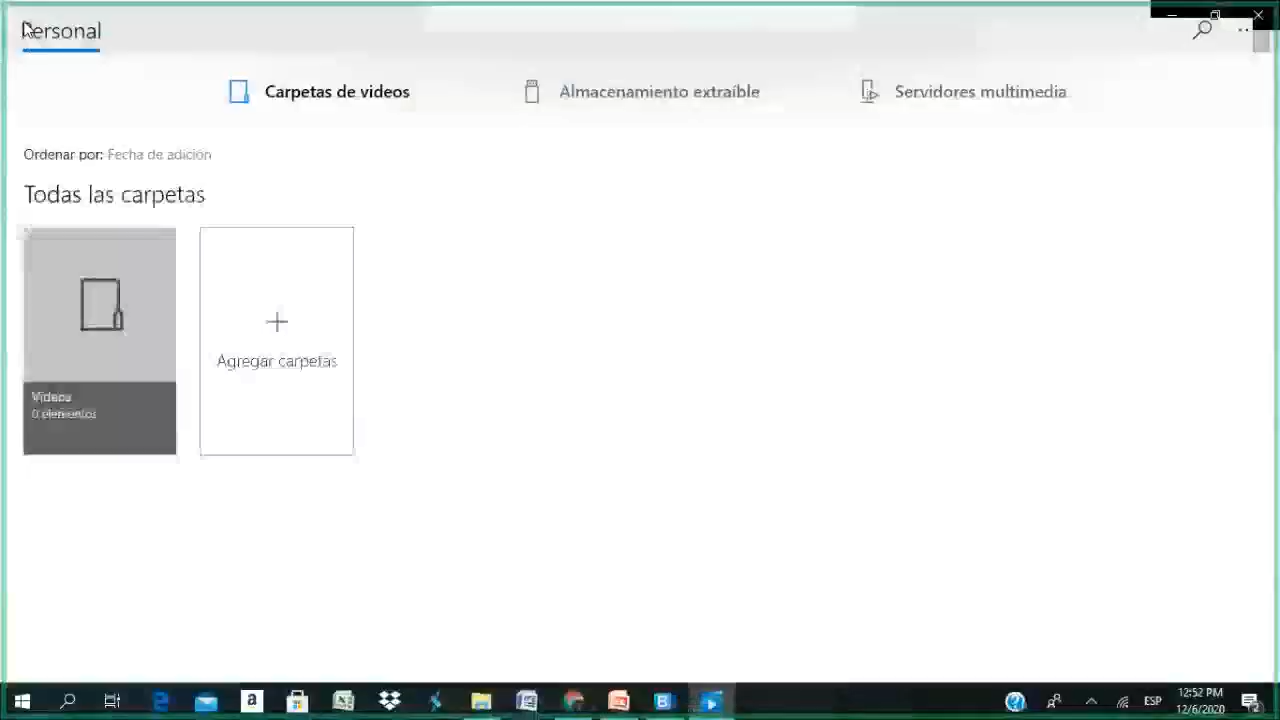 Personal
Carpetas de videos
Almacenamiento extraíble
Servidores multimedia
Ordenar por: Fecha de adición
Todas las carpetas
Videos
0 elementos
Agregar carpetas
ESP
12:52 PM
12/6/2020